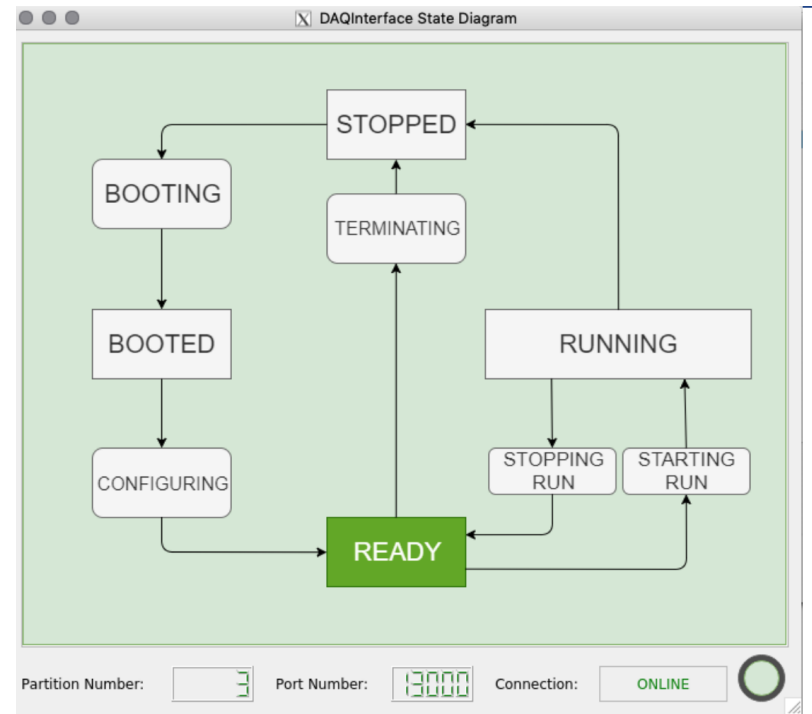 DAQInterface State Diagram
STOPPED
BOOTING
TERMINATING
BOOTED
RUNNING
CONFIGURING
STOPPING
RUN
STARTING
RUN
READY
Partition Number: 3 Port Number: 13000 Connection: ONLINE